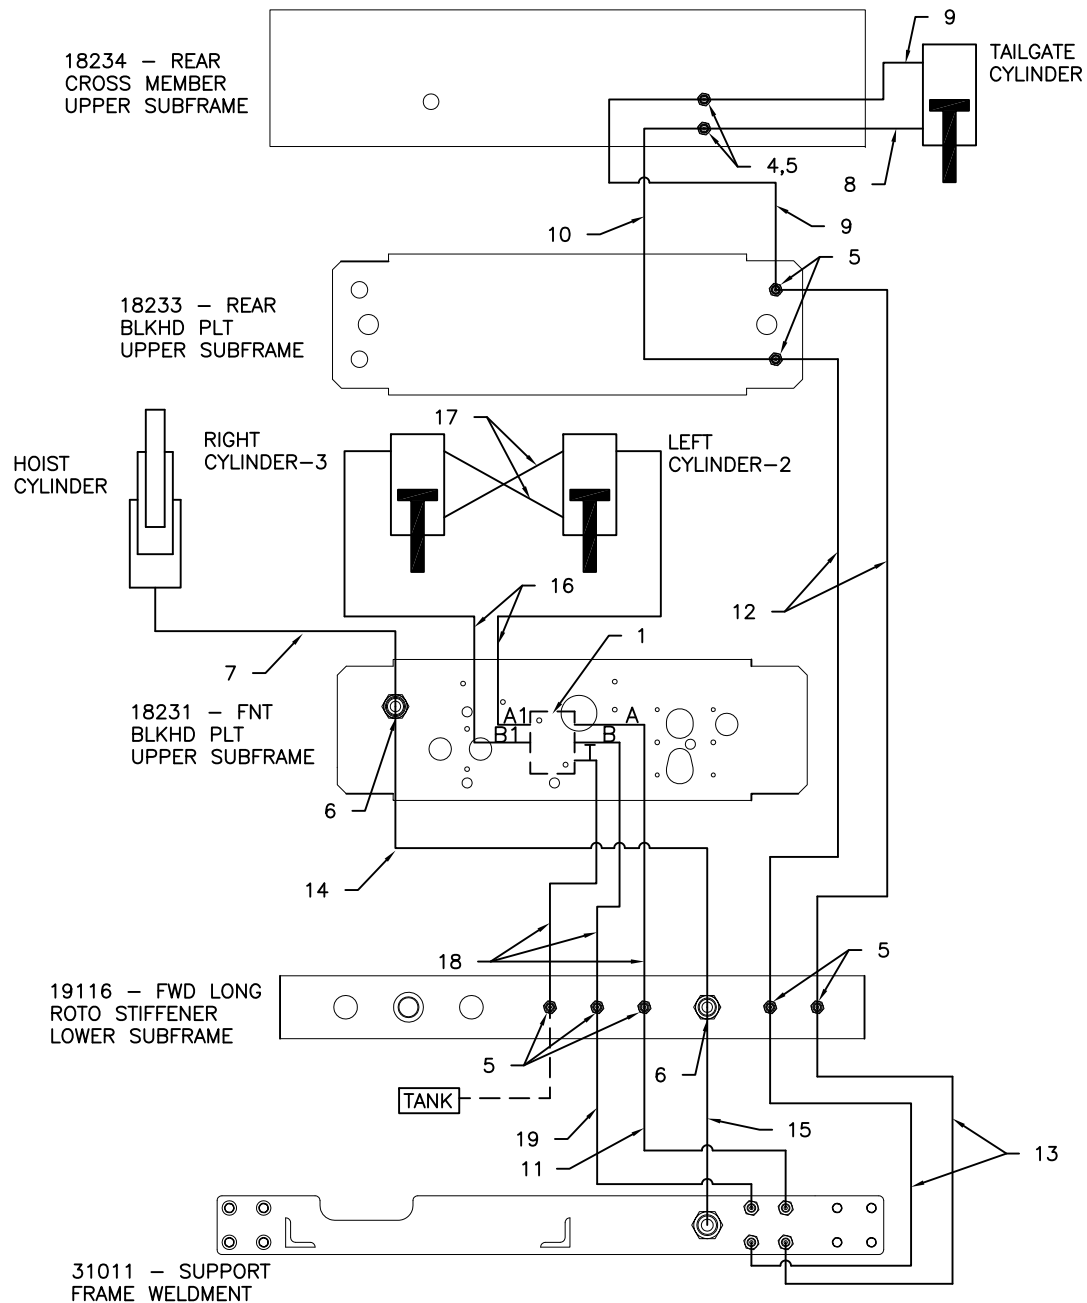 9
18234 – REAR
CROSS MEMBER
UPPER SUBFRAME
TAILGATE
CYLINDER
4,5
8
10
9
5
18233 – REAR
BLKHD PLT
UPPER SUBFRAME
17
RIGHT
CYLINDER-3
LEFT
CYLINDER-2
HOIST
CYLINDER
16
12
1
7
18231 – FNT
BLKHD PLT
UPPER SUBFRAME
A1
A
B1
B
T
6
14
18
5
19116 – FWD LONG
ROTO STIFFENER
LOWER SUBFRAME
5
6
TANK
19
11
15
13
31011 – SUPPORT
FRAME WELDMENT